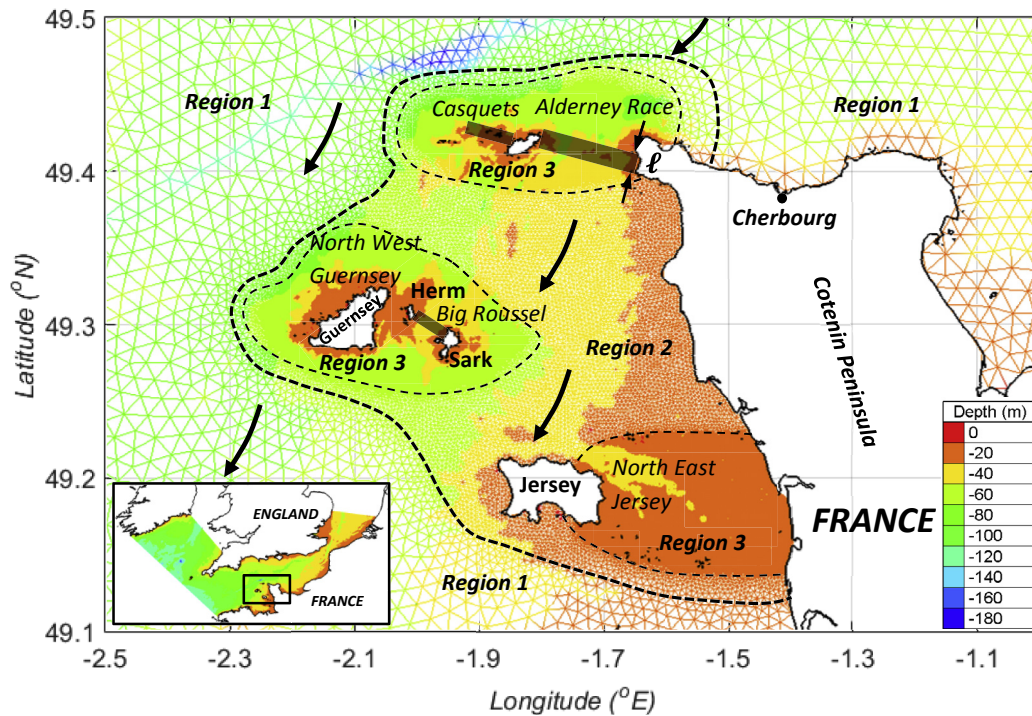 49.5
49.4
49.3
49.2
49.1
Latitude (°N)
-2.5
-2.3
-2.1
-1.9
-1.7
-1.5
-1.3
-1.1
Longitude (°E)
Region 1
Casquets
Alderney Race
Region 1
Region 3
ℓ
Cherbourg
North West
Guernsey
Herm
Big Roussel
Guernsey
Sark
Region 3
Region 2
Cotenin Peninsula
Jersey
North East
Jersey
Region 3
FRANCE
Region 1
ENGLAND
FRANCE
Depth (m)
0
-20
-40
-60
-80
-100
-120
-140
-160
-180